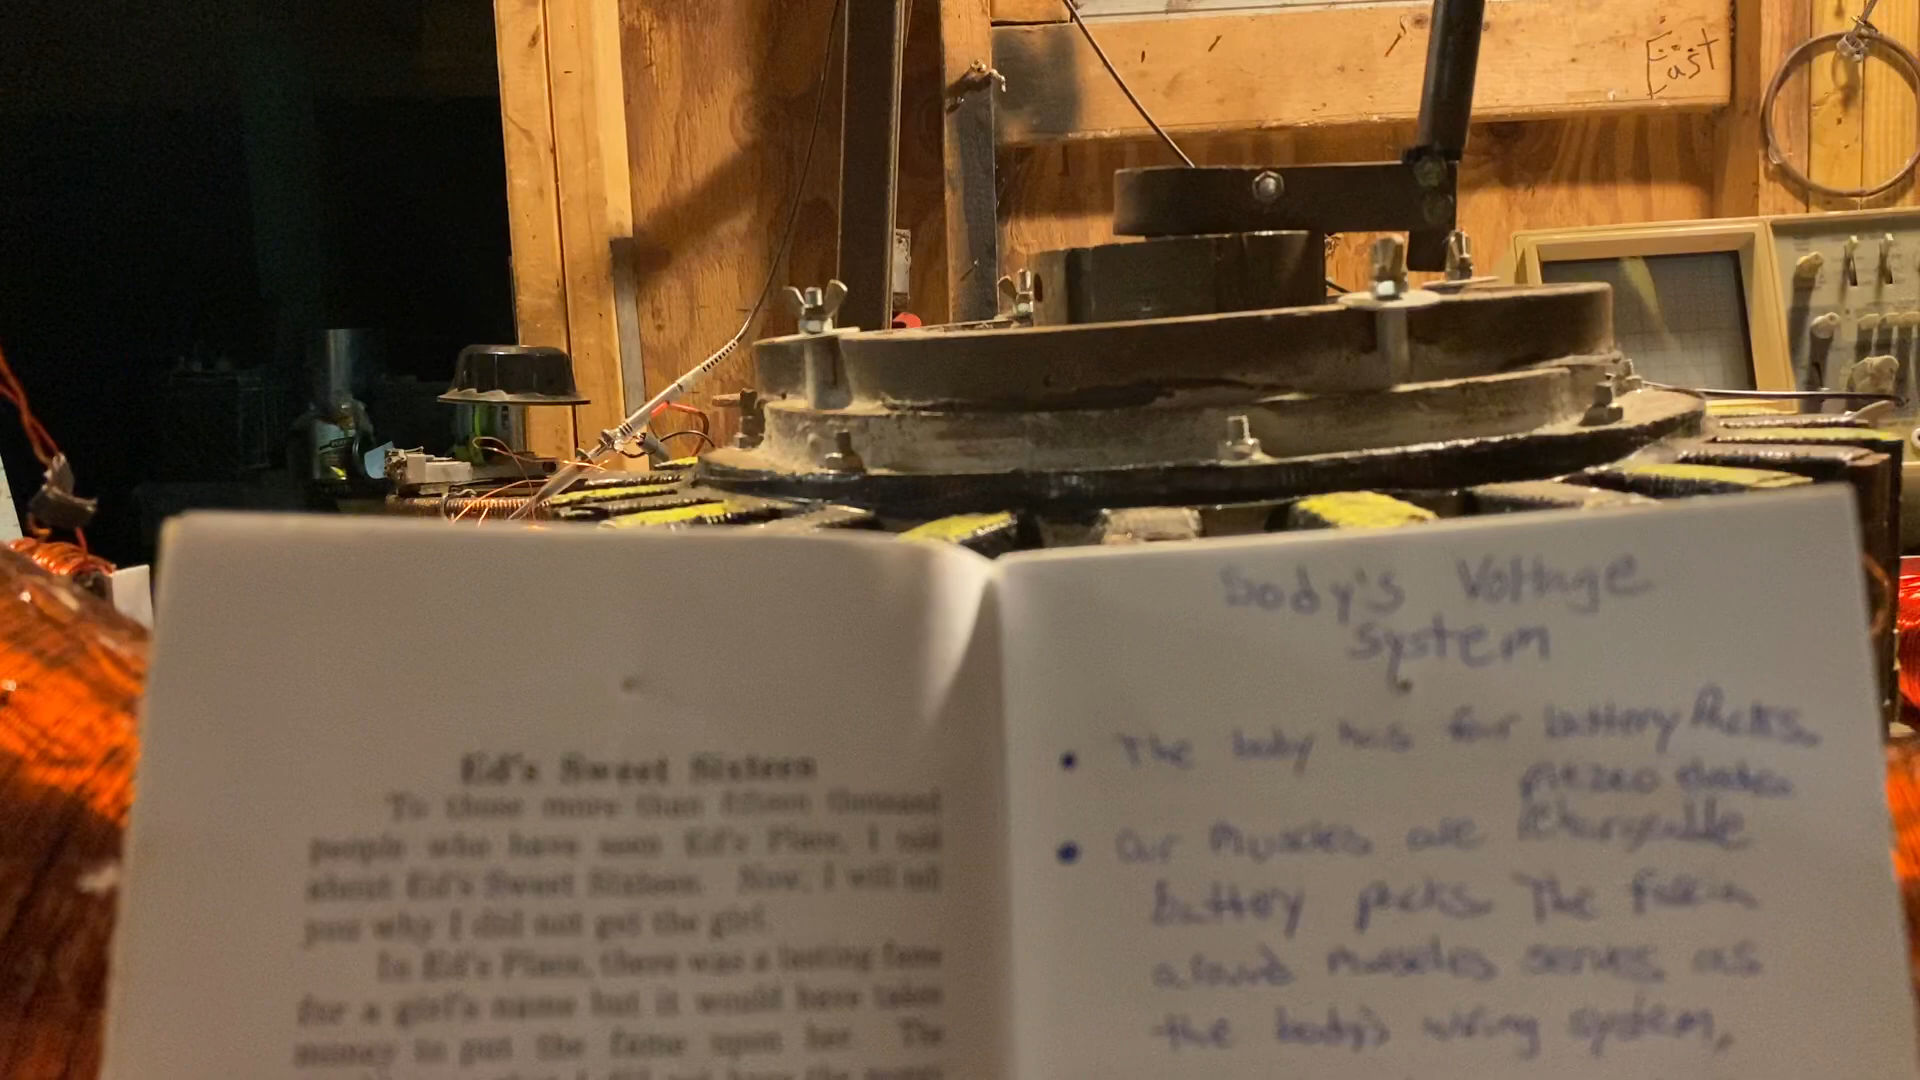 East
Ed's Sweet Sixteen
To those more than fifteen thousand
people who have seen Ed's Place, I told
about Ed's Sweet Sixteen. Now, I will tell
you why I did not get the girl.
In Ed's Place, there was a lasting fame
for a girl's name but it would have taken
money to put the fame upon her. The
Body's Voltage
System
• The body has four battery Packs.
piezo
• Our Muscles are Rechargeable
battery packs. The
around muscles serves as
the body's wiring system,